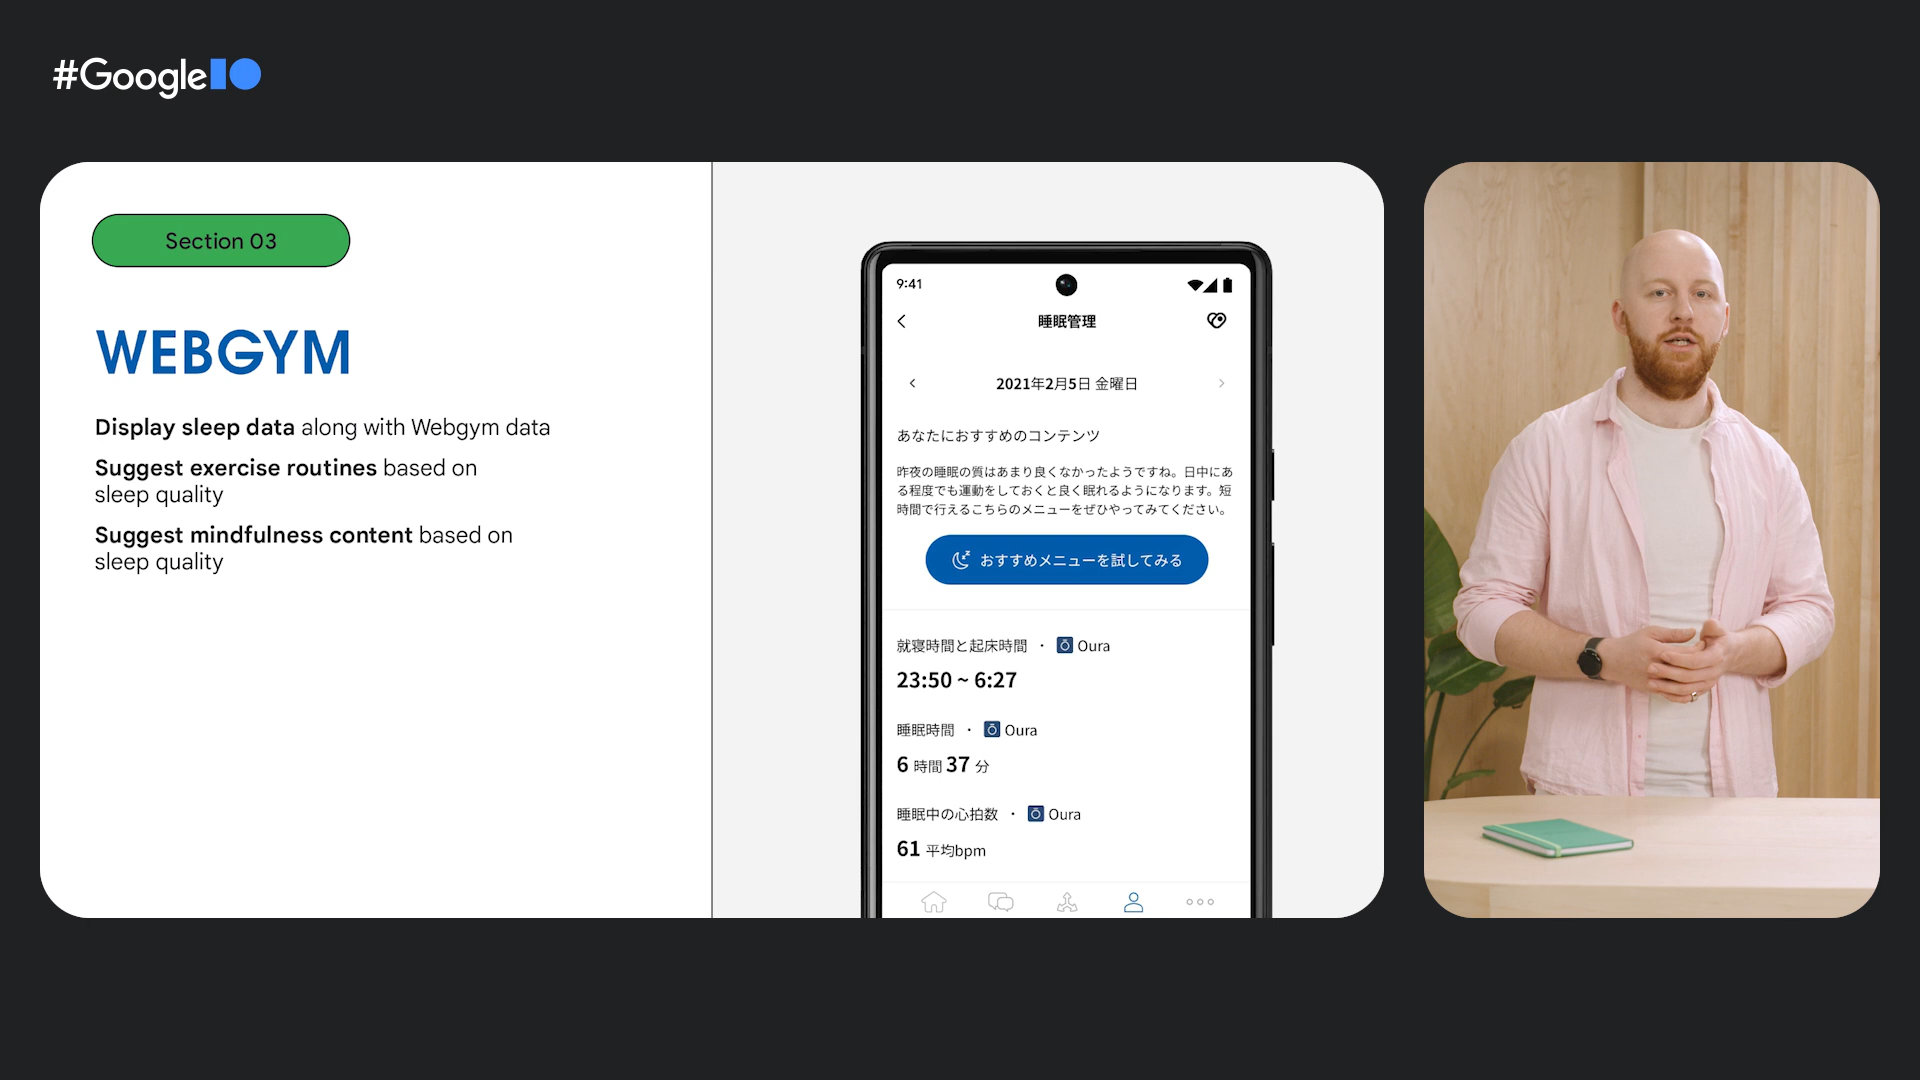 #GoogleIO
Section 03
WEBGYM
Display sleep data along with Webgym data
Suggest exercise routines based on
sleep quality
Suggest mindfulness content based on
sleep quality
9:41
睡眠管理
2021年2月5日 金曜日
あなたにおすすめのコンテンツ
昨夜の睡眠の質はあまり良くなかったようですね。日中にあ
る程度でも運動をしておくと良く眠れるようになります。短
時間で行えるこちらのメニューをぜひやってみてください。
おすすめメニューを試してみる
就寝時間と起床時間 ・ Oura
23:50 ~ 6:27
睡眠時間 ・ Oura
6 時間 37 分
睡眠中の心拍数 ・ Oura
61 平均bpm